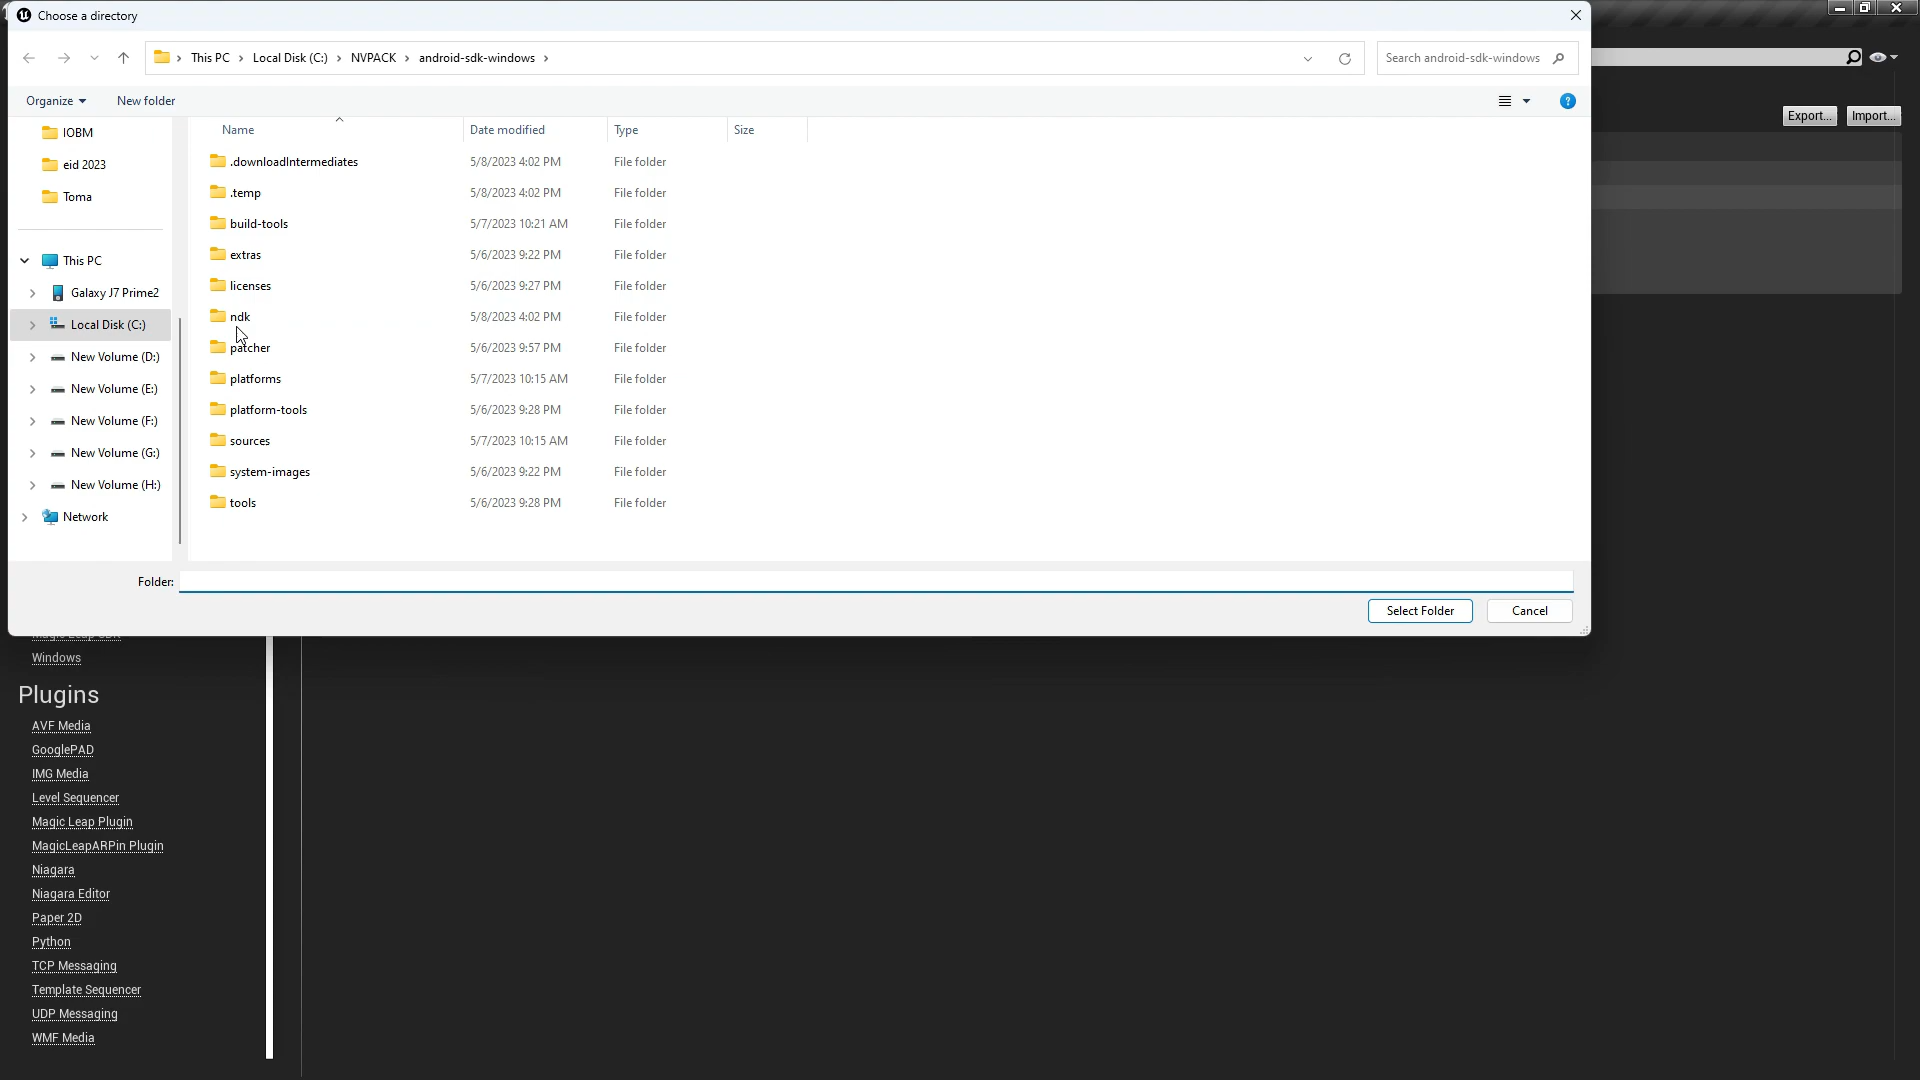 Choose a directory
This PC > Local Disk (C:) > NVPACK > android-sdk-windows >
Search android-sdk-windows
Organize
New folder
Export...
Import...
IOBM
eid 2023
Toma
This PC
Galaxy J7 Prime2
Local Disk (C:)
New Volume (D:)
New Volume (E:)
New Volume (F:)
New Volume (G:)
New Volume (H:)
Network
Name Date modified Type Size
.downloadIntermediates 5/8/2023 4:02 PM File folder
.temp 5/8/2023 4:02 PM File folder
build-tools 5/7/2023 10:21 AM File folder
extras 5/6/2023 9:22 PM File folder
licenses 5/6/2023 9:27 PM File folder
ndk 5/8/2023 4:02 PM File folder
patcher 5/6/2023 9:57 PM File folder
platforms 5/7/2023 10:15 AM File folder
platform-tools 5/6/2023 9:28 PM File folder
sources 5/7/2023 10:15 AM File folder
system-images 5/6/2023 9:22 PM File folder
tools 5/6/2023 9:28 PM File folder
Folder:
Select Folder
Cancel
Magic Leap SDK
Windows
Plugins
AVF Media
GooglePAD
IMG Media
Level Sequencer
Magic Leap Plugin
MagicLeapARPin Plugin
Niagara
Niagara Editor
Paper 2D
Python
TCP Messaging
Template Sequencer
UDP Messaging
WMF Media